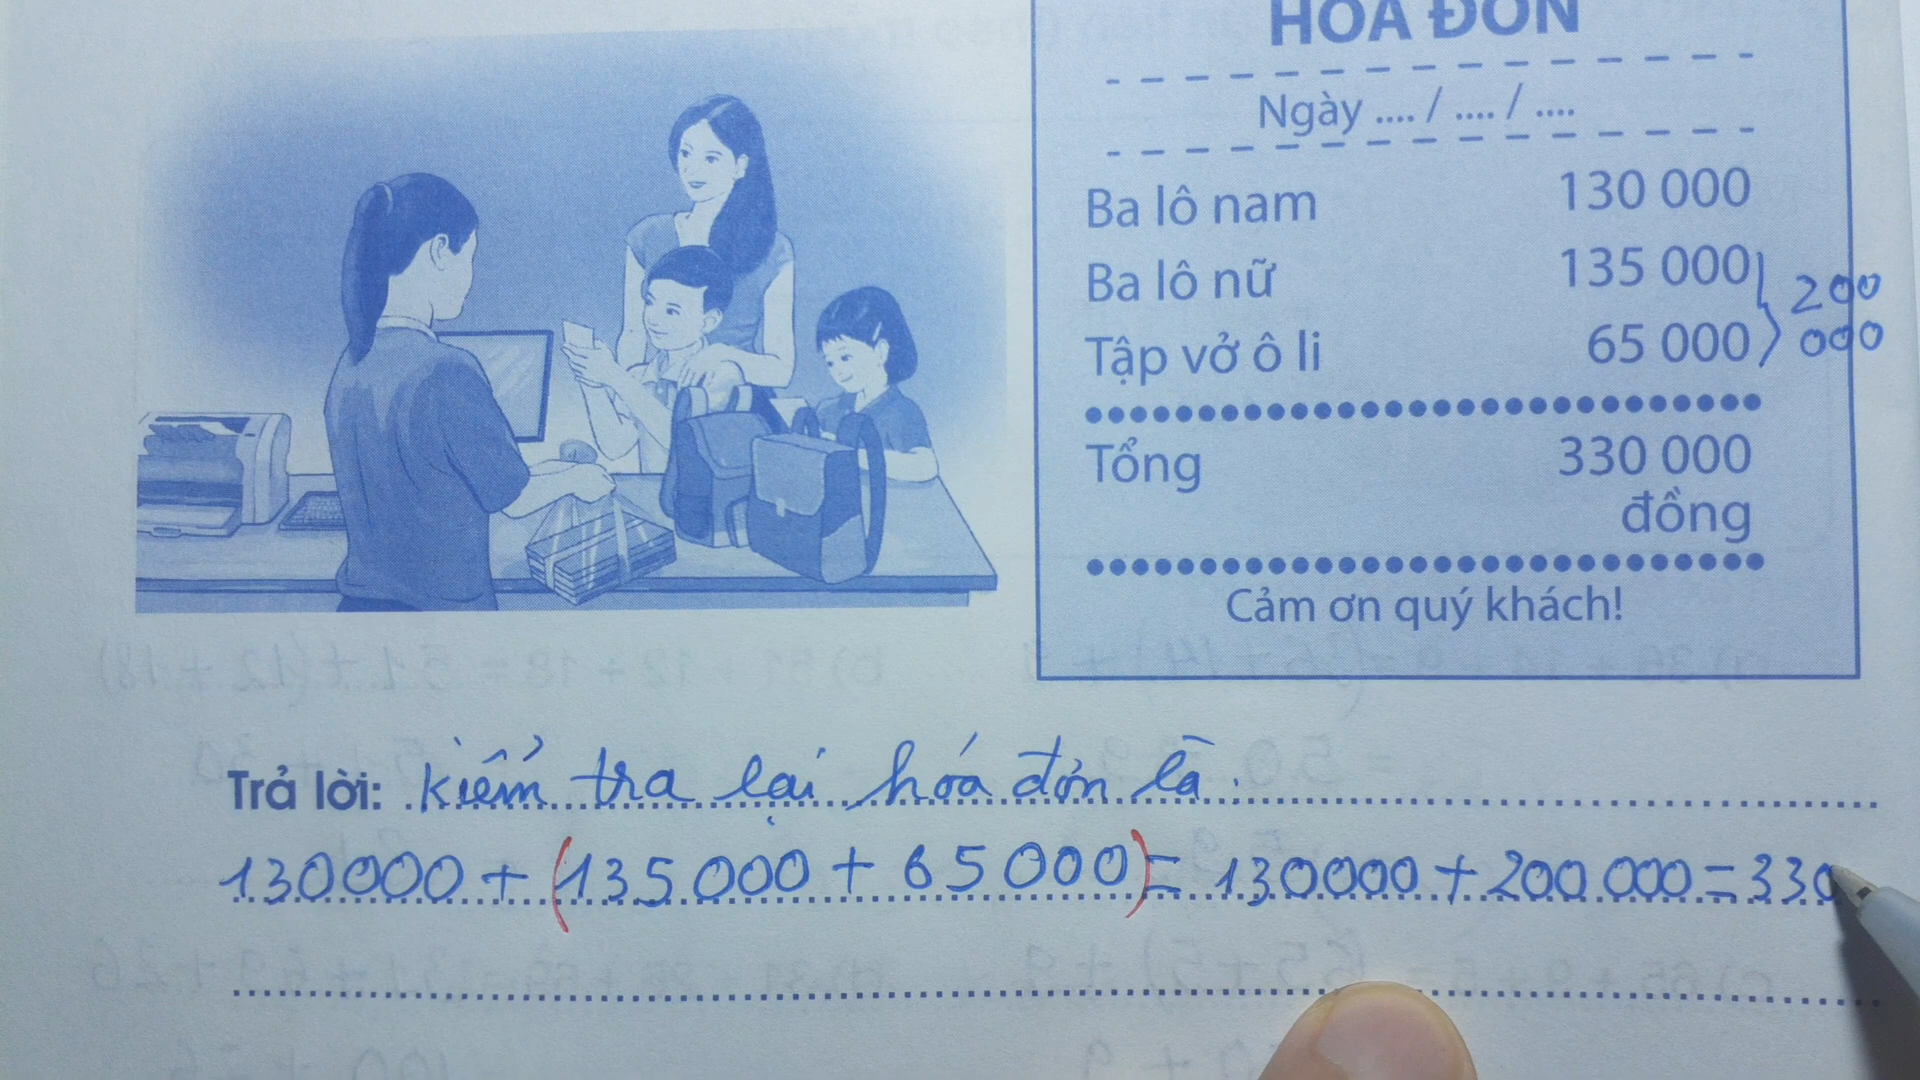 HÓA ĐƠN
Ngày .... / .... / ....
Ba lô nam 130 000
Ba lô nữ 135 000
Tập vở ô li 65 000
200
000
Tổng 330 000
đồng
Cảm ơn quý khách!
Trả lời: Kiểm tra lại hóa đơn là:
130000 + (135000 + 65000) = 130000 + 200 000 = 330